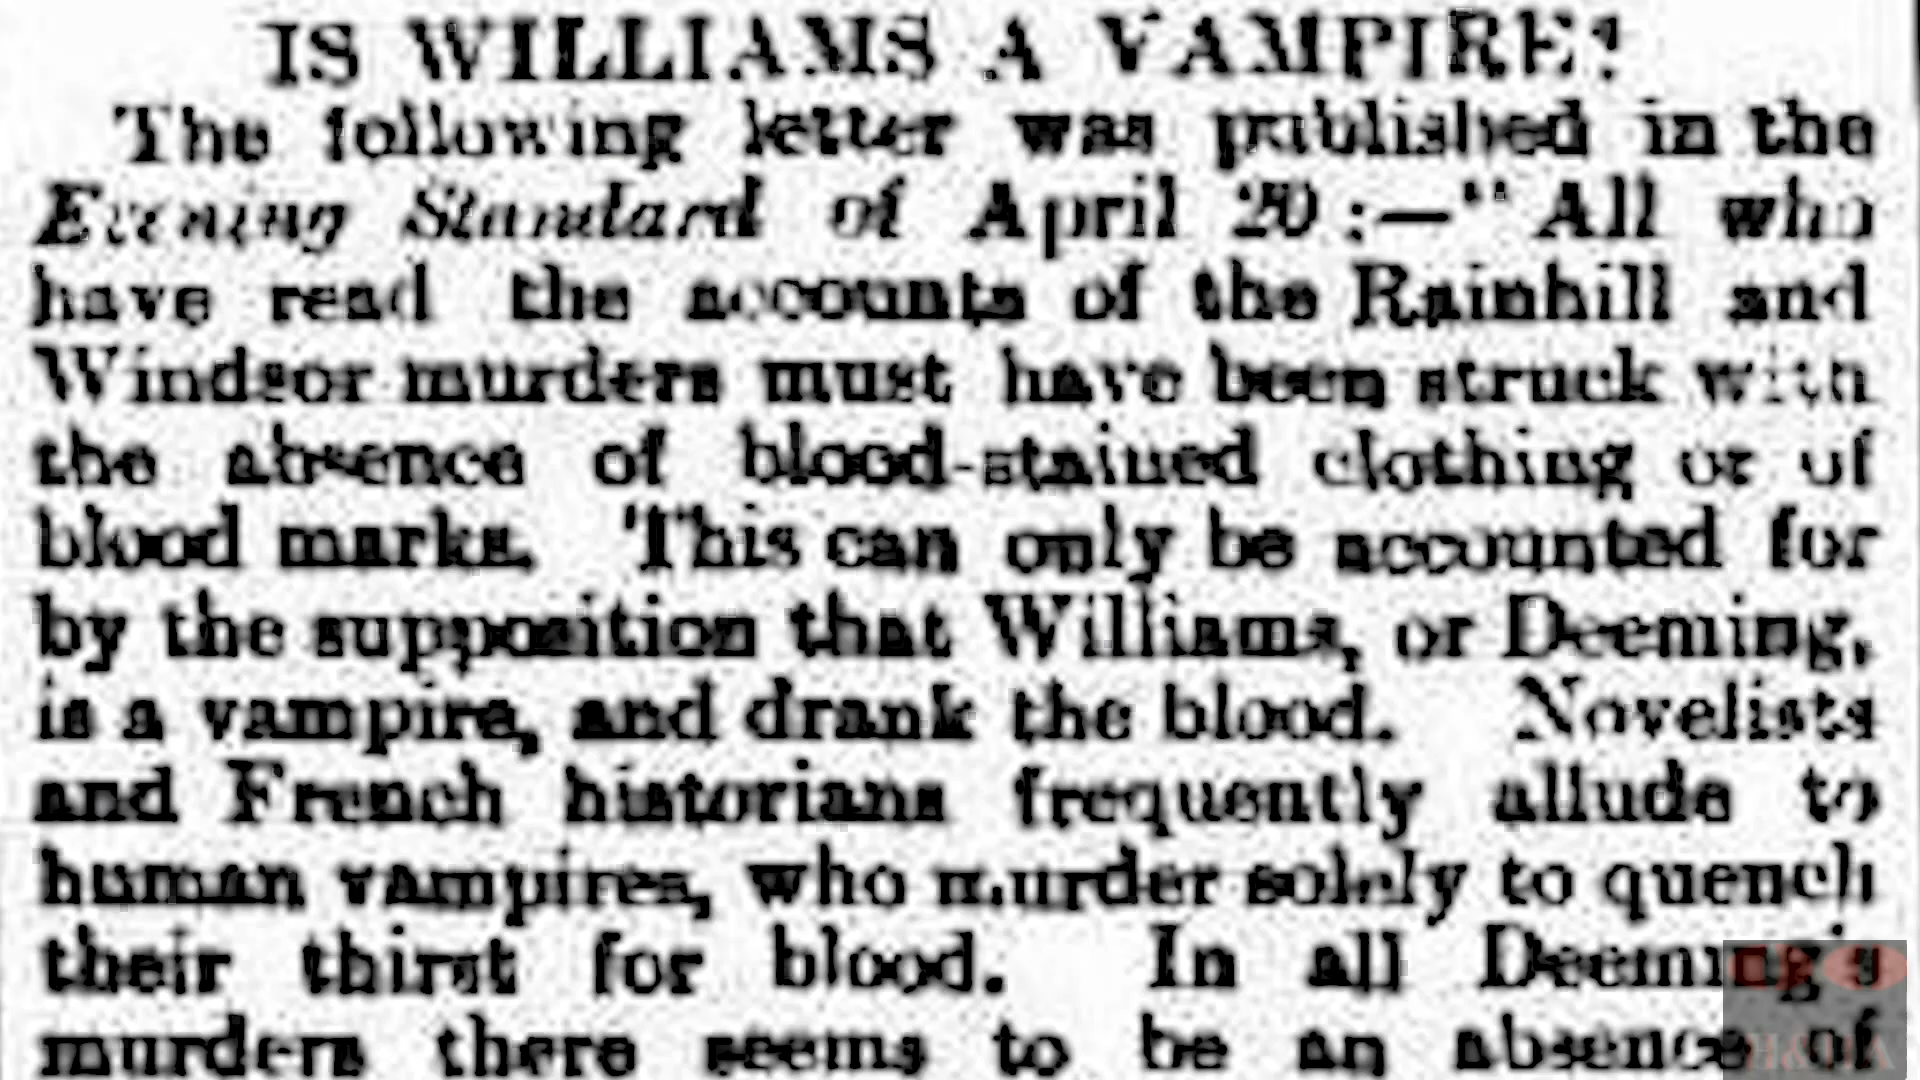 IS WILLIAMS A VAMPIRE?
The following letter was published in the
Evening Standard of April 20 :—" All who
have read the accounts of the Rainhill and
Windsor murders must have been struck with
the absence of blood-stained clothing or of
blood marks. This can only be accounted for
by the supposition that Williams, or Deeming,
is a vampire, and drank the blood. Novelists
and French historians frequently allude to
human vampires, who murder solely to quench
their thirst for blood. In all Deeming's
murders there seems to be an absence of